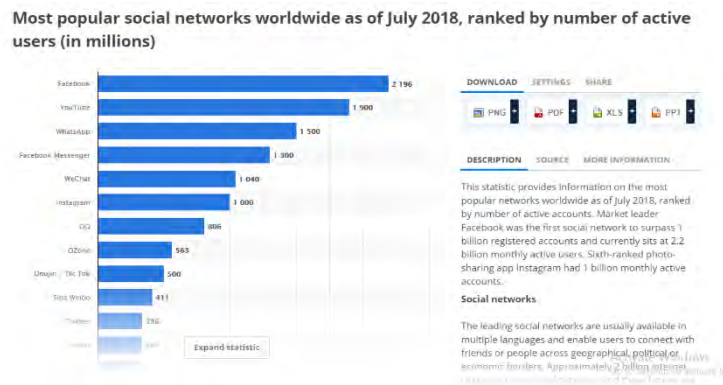 Most popular social networks worldwide as of July 2018, ranked by number of active
users (in millions)
Facebook 2 196
YouTube 1 900
WhatsApp 1 500
Facebook Messenger 1 300
WeChat 1 040
Instagram 1 000
QQ 806
QZone 563
Douyin / Tik Tok 500
Sina Weibo 411
Twitter
Expand statistic
DOWNLOAD SETTINGS SHARE
PNG + PDF + XLS + PPT +
DESCRIPTION SOURCE MORE INFORMATION
This statistic provides information on the most
popular networks worldwide as of July 2018, ranked
by number of active accounts. Market leader
Facebook was the first social network to surpass 1
billion registered accounts and currently sits at 2.2
billion monthly active users. Sixth-ranked photo-
sharing app Instagram had 1 billion monthly active
accounts.
Social networks
The leading social networks are usually available in
multiple languages and enable users to connect with
friends or people across geographical, political or
economic borders. Approximately 2 billion internet
Activate Windows